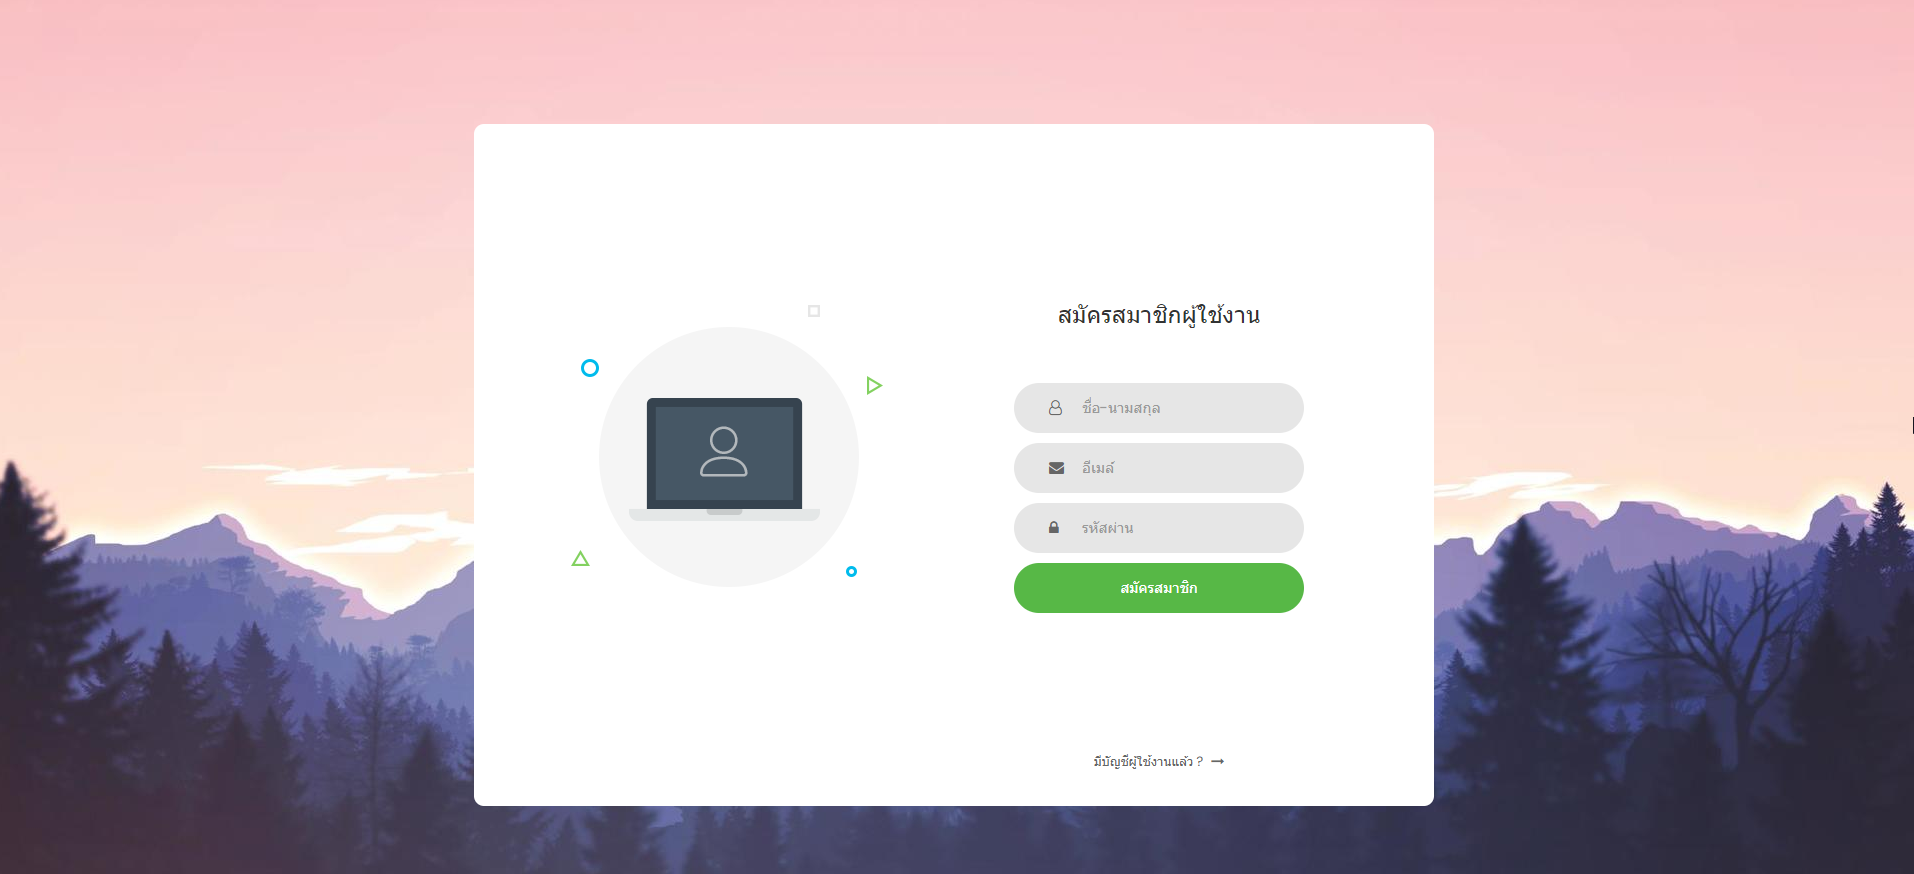 สมัครสมาชิกผู้ใช้งาน
ชื่อ-นามสกุล
อีเมล์
รหัสผ่าน
สมัครสมาชิก
มีบัญชีผู้ใช้งานแล้ว ?